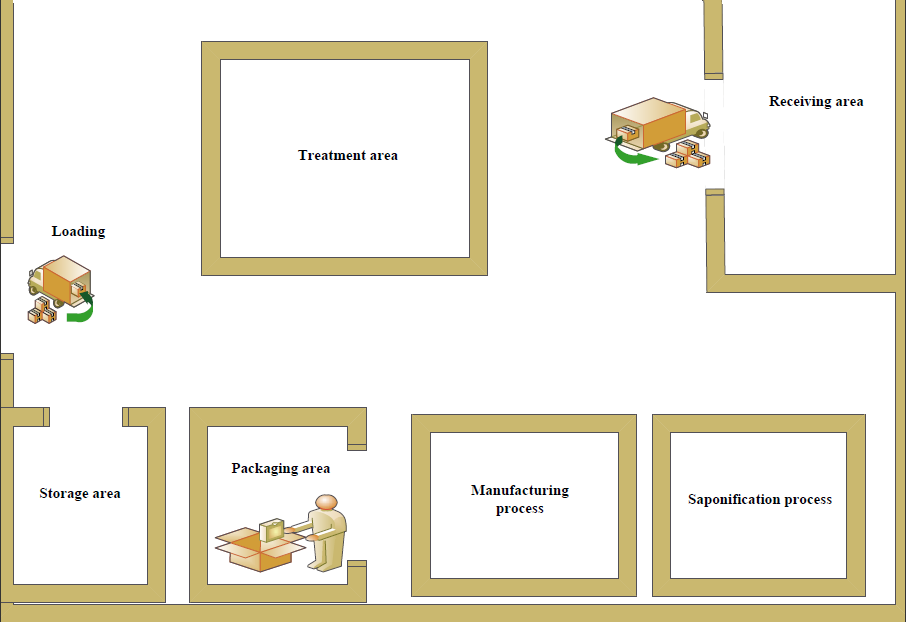 Receiving area
Treatment area
Loading
Packaging area
Manufacturing
process
Storage area
Saponification process